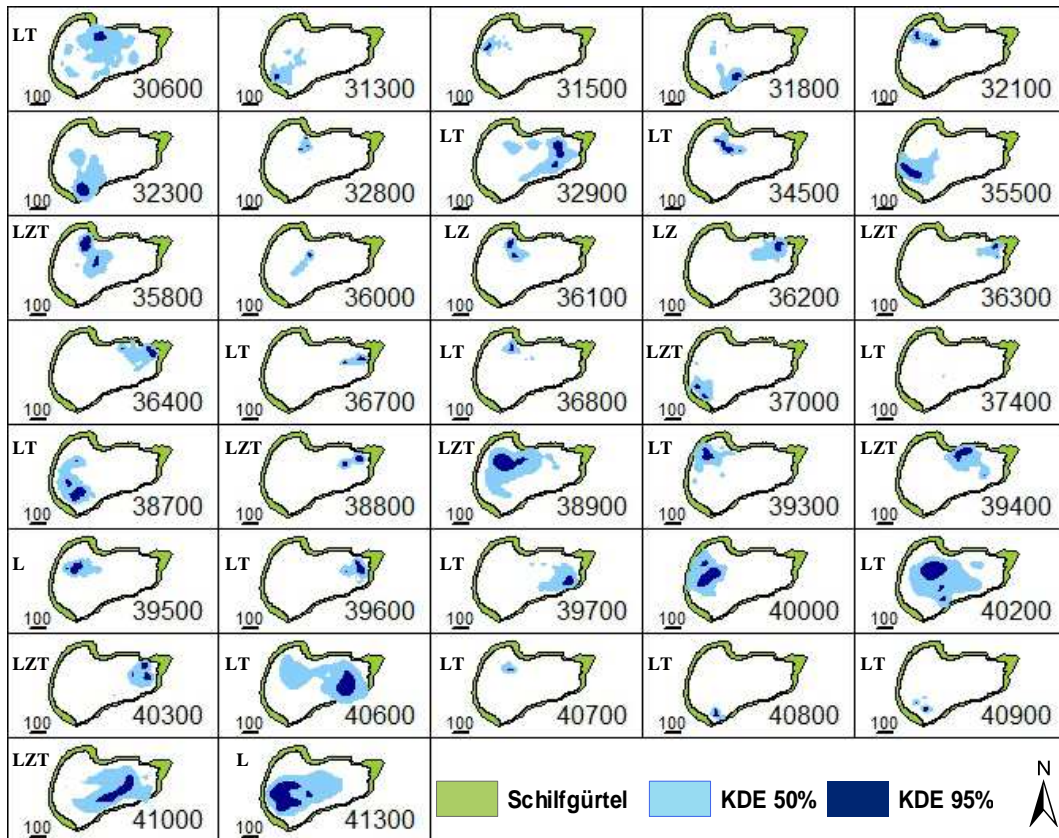 LT 100 30600
100 31300
100 31500
100 31800
100 32100
100 32300
100 32800
LT 100 32900
LT 100 34500
100 35500
LZT 100 35800
100 36000
LZ 100 36100
LZ 100 36200
LZT 100 36300
100 36400
LT 100 36700
LT 100 36800
LZT 100 37000
LT 100 37400
LT 100 38700
LZT 100 38800
LZT 100 38900
LT 100 39300
LZT 100 39400
L 100 39500
LT 100 39600
LT 100 39700
100 40000
LT 100 40200
LZT 100 40300
LT 100 40600
LT 100 40700
LT 100 40800
LT 100 40900
LZT 100 41000
L 100 41300
Schilfgürtel KDE 50% KDE 95% N